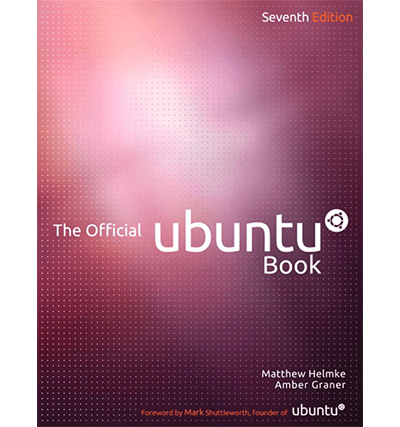 Seventh Edition
The Official ubuntu
Book
Matthew Helmke
Amber Graner
Foreword by Mark Shuttleworth, founder of ubuntu